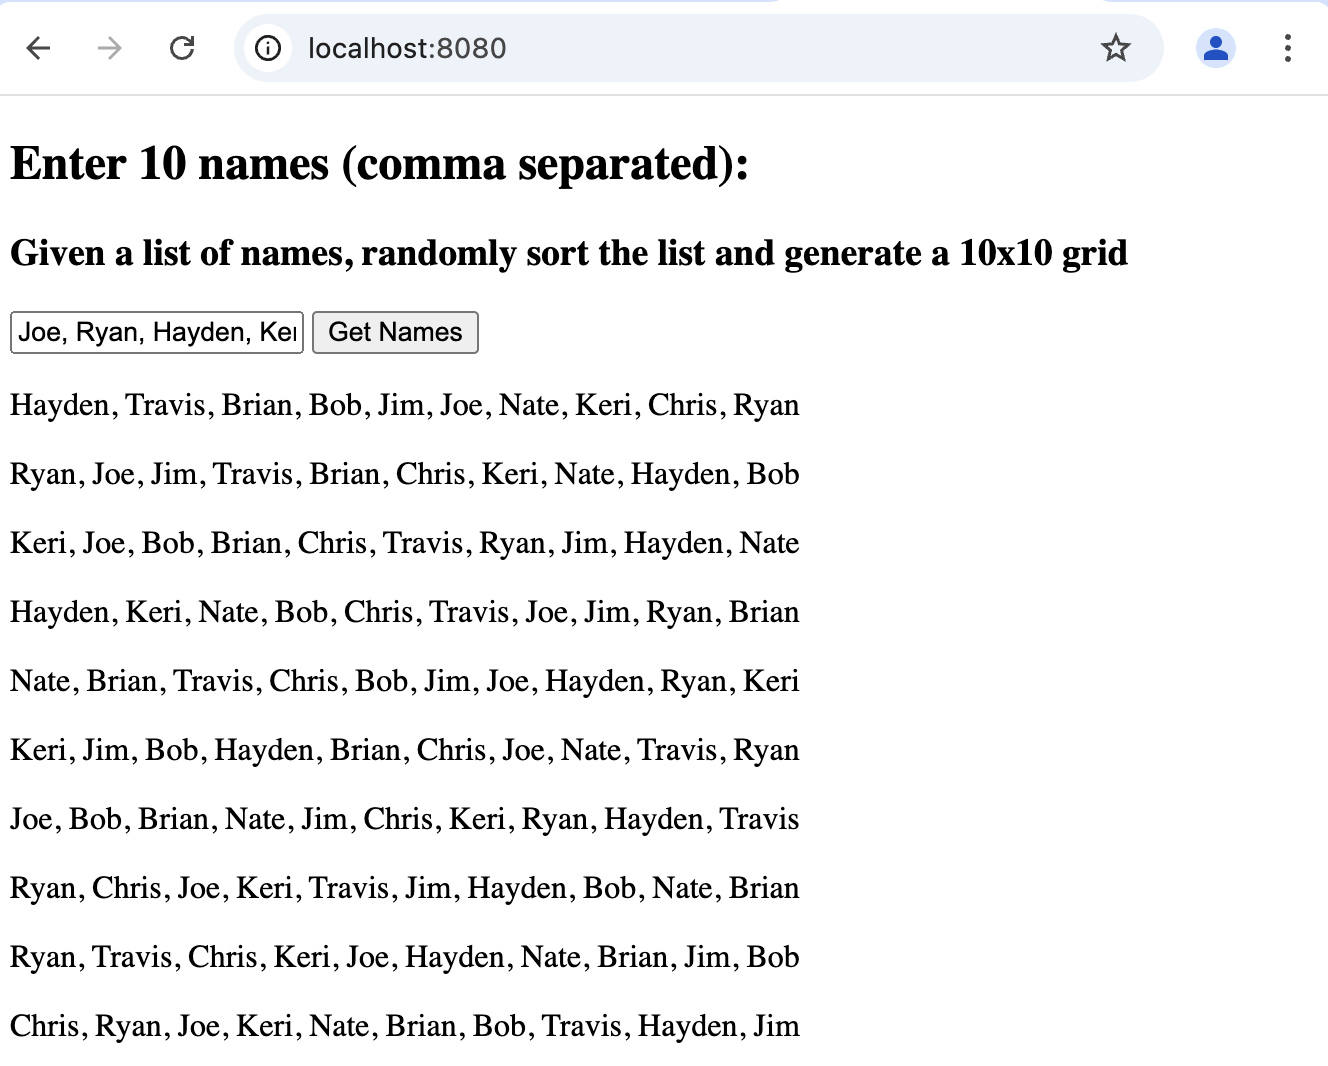 localhost:8080
Enter 10 names (comma separated):
Given a list of names, randomly sort the list and generate a 10x10 grid
Joe, Ryan, Hayden, Get Names
Hayden, Travis, Brian, Bob, Jim, Joe, Nate, Keri, Chris, Ryan
Ryan, Joe, Jim, Travis, Brian, Chris, Keri, Nate, Hayden, Bob
Keri, Joe, Bob, Brian, Chris, Travis, Ryan, Jim, Hayden, Nate
Hayden, Keri, Nate, Bob, Chris, Travis, Joe, Jim, Ryan, Brian
Nate, Brian, Travis, Chris, Bob, Jim, Joe, Hayden, Ryan, Keri
Keri, Jim, Bob, Hayden, Brian, Chris, Joe, Nate, Travis, Ryan
Joe, Bob, Brian, Nate, Jim, Chris, Keri, Ryan, Hayden, Travis
Ryan, Chris, Joe, Keri, Travis, Jim, Hayden, Bob, Nate, Brian
Ryan, Travis, Chris, Keri, Joe, Hayden, Nate, Brian, Jim, Bob
Chris, Ryan, Joe, Keri, Nate, Brian, Bob, Travis, Hayden, Jim